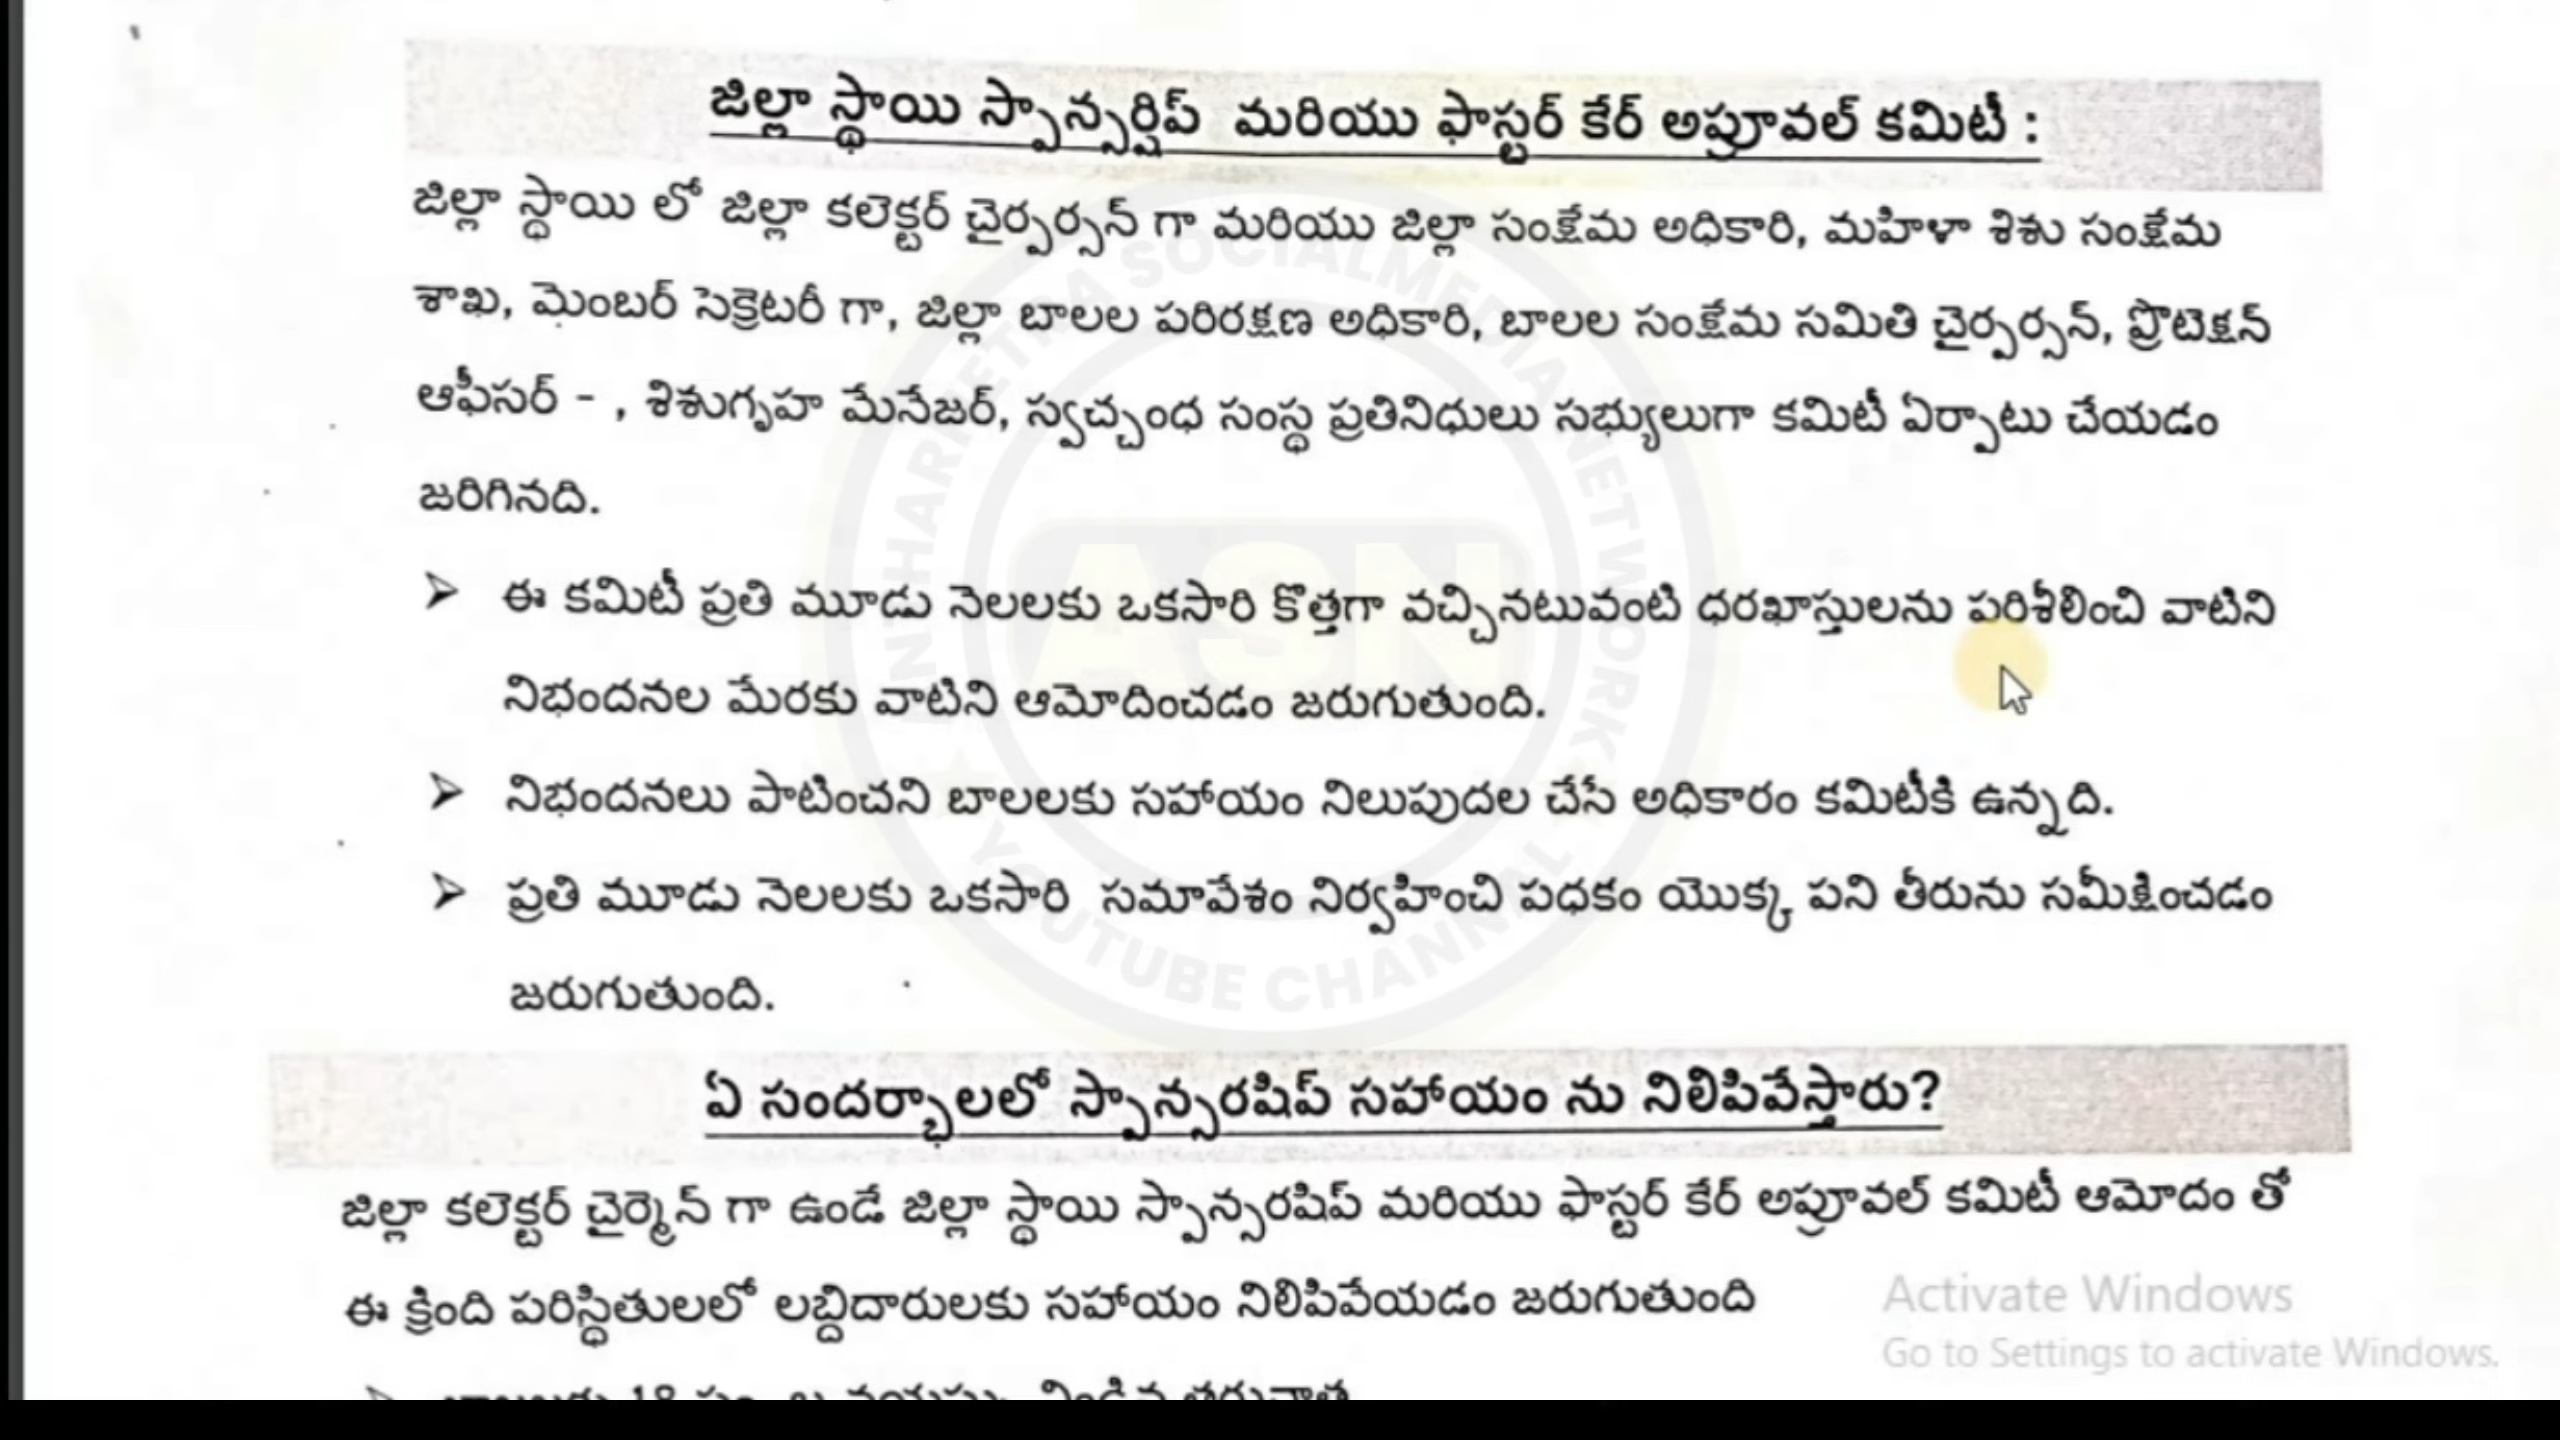 జిల్లా స్థాయి స్పాన్సర్షిప్ మరియు ఫాస్టర్ కేర్ అప్రూవల్ కమిటీ :
జిల్లా స్థాయి లో జిల్లా కలెక్టర్ చైర్పర్సన్ గా మరియు జిల్లా సంక్షేమ అధికారి, మహిళా శిశు సంక్షేమ
శాఖ, మెంబర్ సెక్రెటరీ గా, జిల్లా బాలల పరిరక్షణ అధికారి, బాలల సంక్షేమ సమితి చైర్పర్సన్, ప్రొటెక్షన్
ఆఫీసర్ - , శిశుగృహ మేనేజర్, స్వచ్చంధ సంస్థ ప్రతినిధులు సభ్యులుగా కమిటీ ఏర్పాటు చేయడం
జరిగినది.
➢ ఈ కమిటీ ప్రతి మూడు నెలలకు ఒకసారి కొత్తగా వచ్చినటువంటి ధరఖాస్తులను పరిశీలించి వాటిని
నిభందనల మేరకు వాటిని ఆమోదించడం జరుగుతుంది.
➢ నిభందనలు పాటించని బాలలకు సహాయం నిలుపుదల చేసే అధికారం కమిటీకి ఉన్నది.
➢ ప్రతి మూడు నెలలకు ఒకసారి సమావేశం నిర్వహించి పధకం యొక్క పని తీరును సమీక్షించడం
జరుగుతుంది.
ఏ సందర్భాలలో స్పాన్సరషిప్ సహాయం ను నిలిపివేస్తారు?
జిల్లా కలెక్టర్ చైర్మెన్ గా ఉండే జిల్లా స్థాయి స్పాన్సరషిప్ మరియు ఫాస్టర్ కేర్ అప్రూవల్ కమిటీ ఆమోదం తో
ఈ క్రింది పరిస్థితులలో లబ్దిదారులకు సహాయం నిలిపివేయడం జరుగుతుంది
ASN
SOCIALMEDIA NETWORK
YOUTUBE CHANNAL
Activate Windows
Go to Settings to activate Windows.